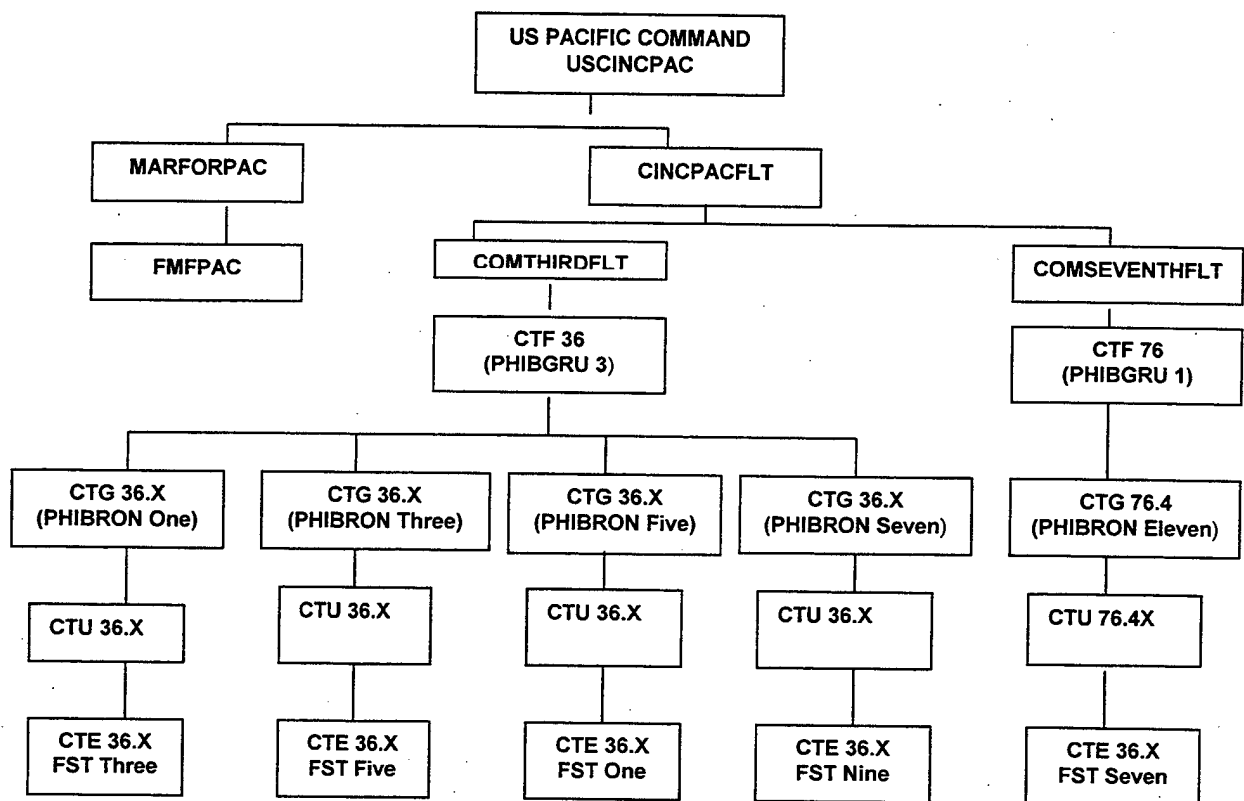 US PACIFIC COMMAND
USCINCPAC
MARFORPAC
CINCPACFLT
FMFPAC
COMTHIRDFLT
COMSEVENTHFLT
CTF 36
(PHIBGRU 3)
CTF 76
(PHIBGRU 1)
CTG 36.X
(PHIBRON One)
CTG 36.X
(PHIBRON Three)
CTG 36.X
(PHIBRON Five)
CTG 36.X
(PHIBRON Seven)
CTG 76.4
(PHIBRON Eleven)
CTU 36.X
CTU 36.X
CTU 36.X
CTU 36.X
CTU 76.4X
CTE 36.X
FST Three
CTE 36.X
FST Five
CTE 36.X
FST One
CTE 36.X
FST Nine
CTE 36.X
FST Seven